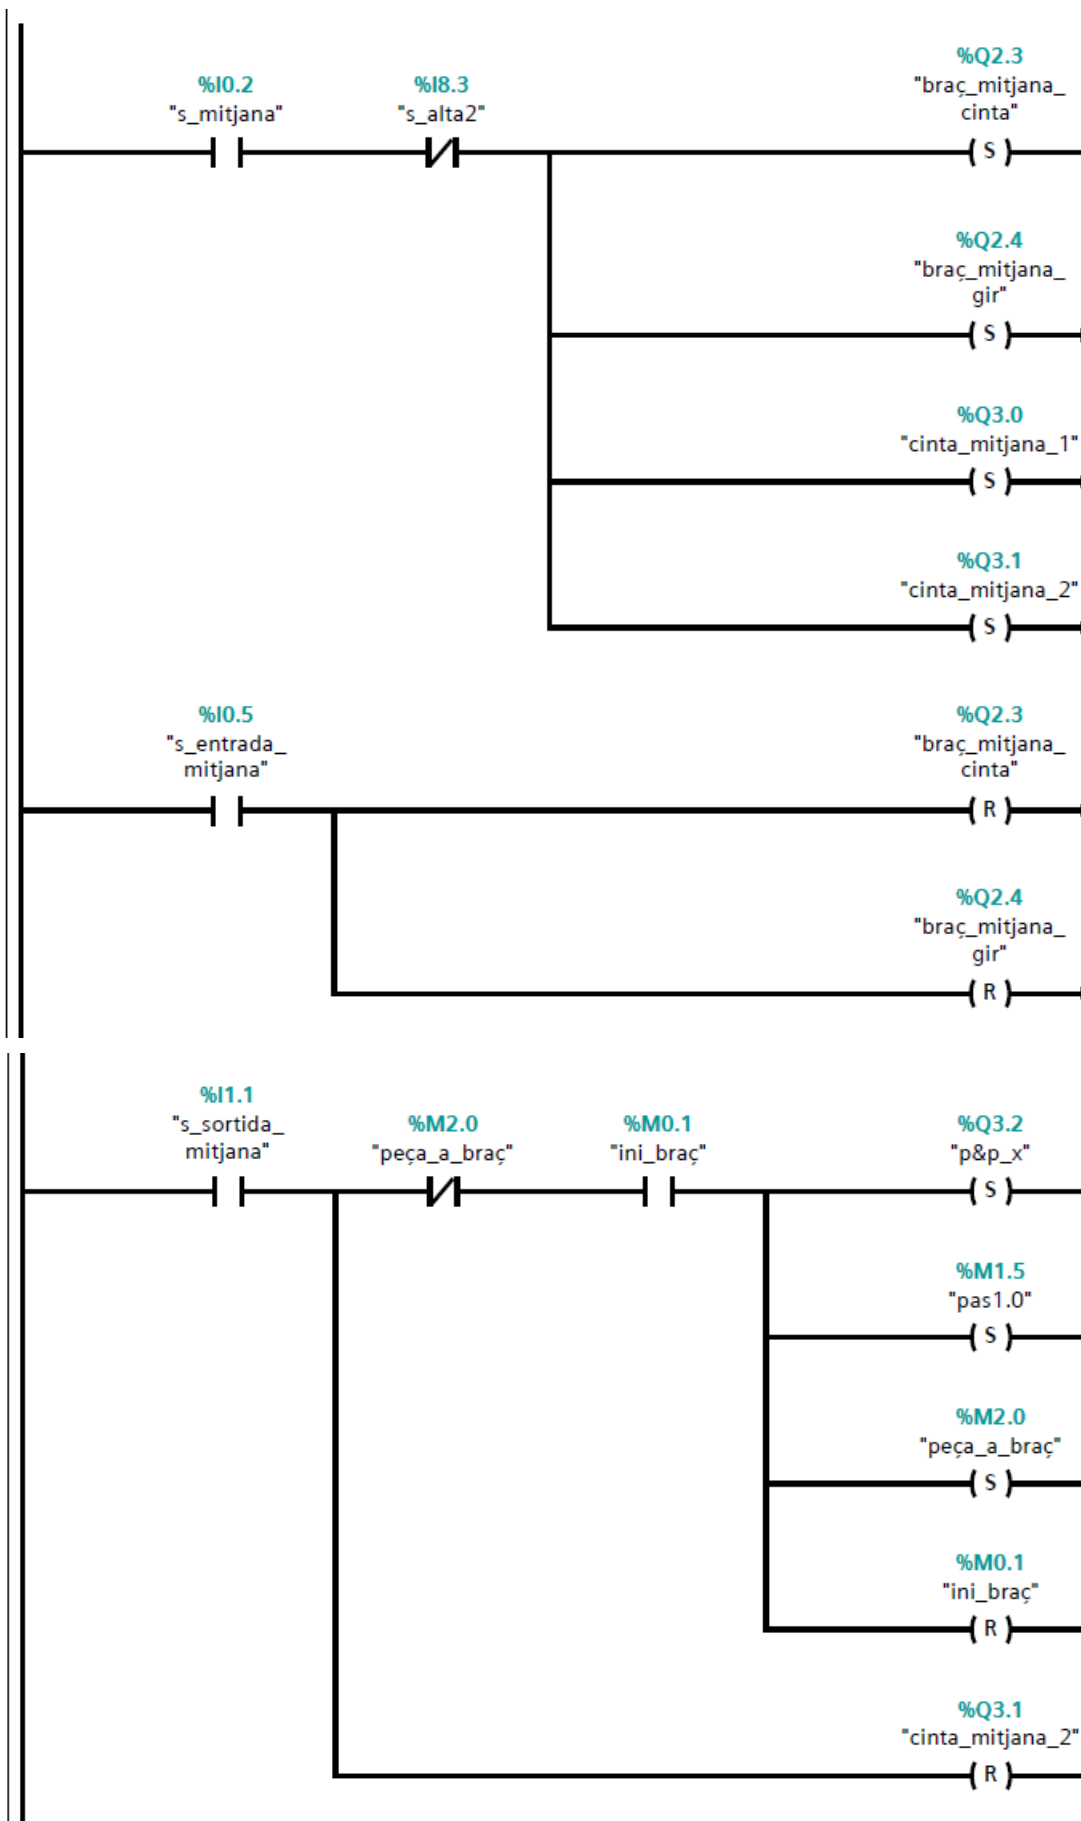 %I0.2
"s_mitjana"
%I8.3
"s_alta2"
%Q2.3
"braç_mitjana_
cinta"
S
%Q2.4
"braç_mitjana_
gir"
S
%Q3.0
"cinta_mitjana_1"
S
%Q3.1
"cinta_mitjana_2"
S
%I0.5
"s_entrada_
mitjana"
%Q2.3
"braç_mitjana_
cinta"
R
%Q2.4
"braç_mitjana_
gir"
R
%I1.1
"s_sortida_
mitjana"
%M2.0
"peça_a_braç"
%M0.1
"ini_braç"
%Q3.2
"p&p_x"
S
%M1.5
"pas1.0"
S
%M2.0
"peça_a_braç"
S
%M0.1
"ini_braç"
R
%Q3.1
"cinta_mitjana_2"
R